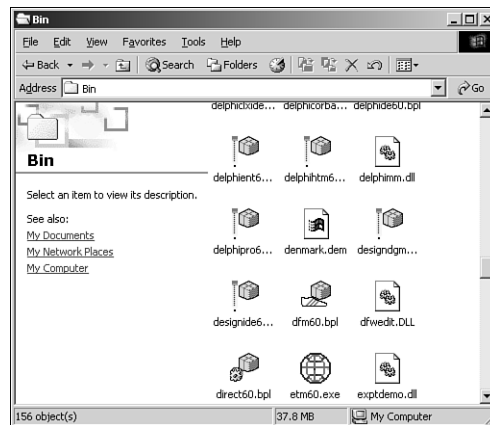 Bin
File Edit View Favorites Tools Help
Back Search Folders
Address Bin Go
delphiclxide... delphicorba... delphide60.bpl
Bin
Select an item to view its description.
See also:
My Documents
My Network Places
My Computer
delphient6... delphihtm6... delphimm.dll
delphipro6... denmark.dem designdgm...
designide6... dfm60.bpl dfwedit.DLL
direct60.bpl etm60.exe exptdemo.dll
156 object(s) 37.8 MB My Computer